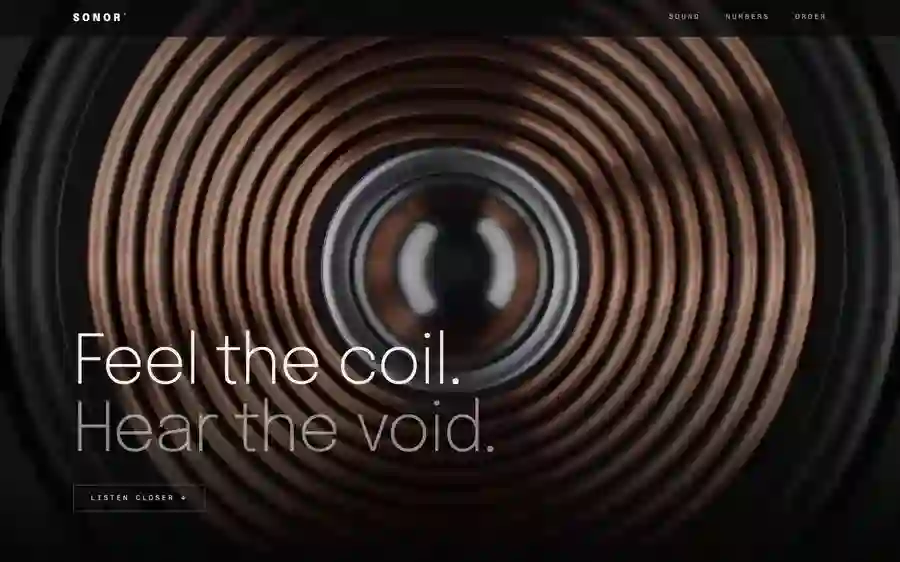 SONOR
SOUND NUMBERS ORDER
Feel the coil.
Hear the void.
LISTEN CLOSER ↓